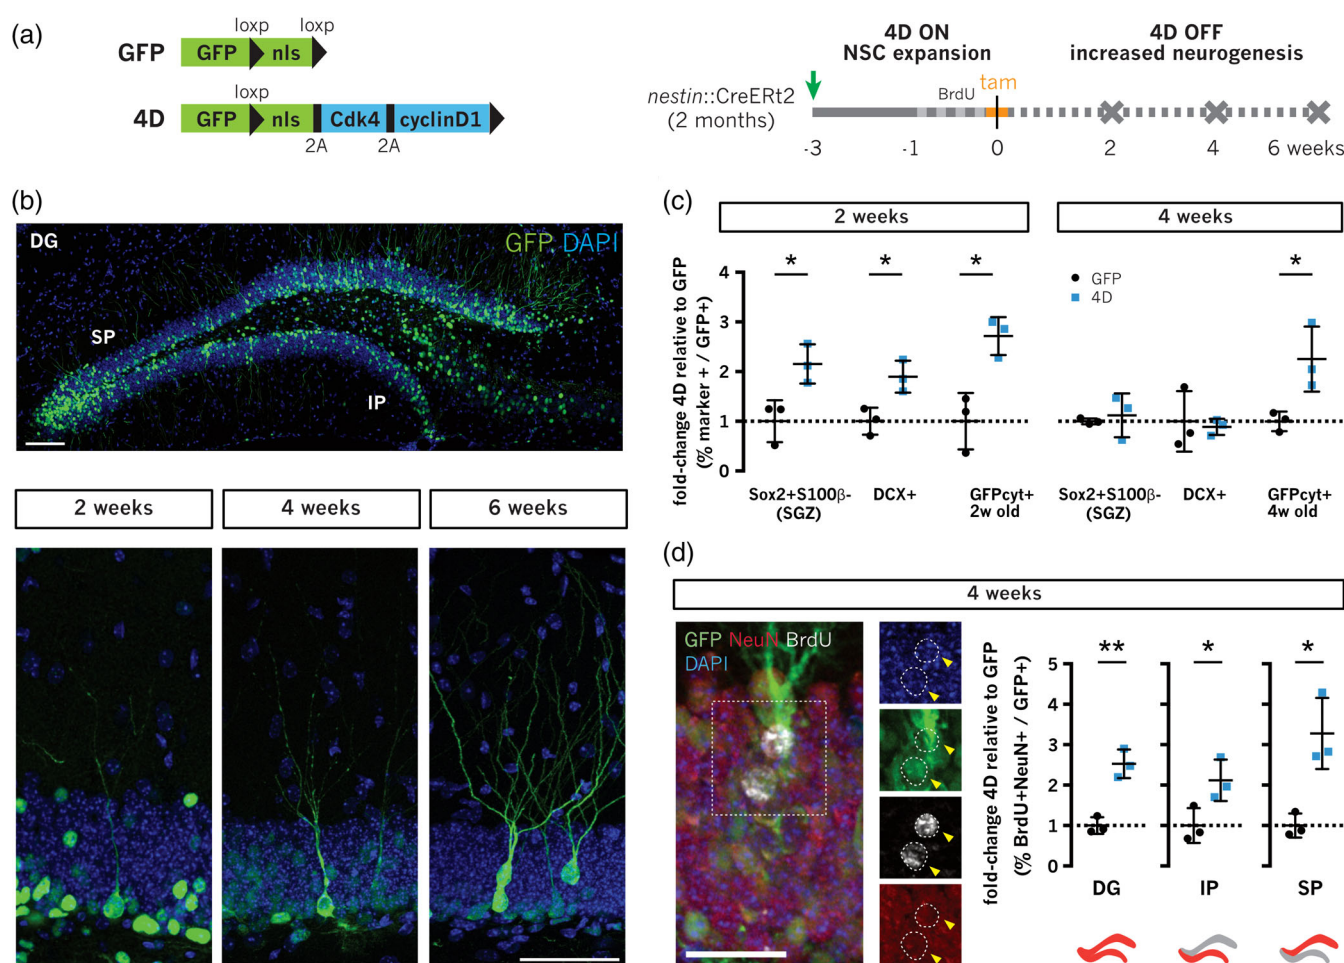 (a)
loxp loxp
GFP GFP nls
loxp
4D GFP nls Cdk4 cyclinD1
2A 2A
4D ON
NSC expansion
4D OFF
increased neurogenesis
nestin::CreERt2
(2 months)
BrdU tam
-3 -1 0 2 4 6 weeks
(b)
DG GFP DAPI
SP
IP
2 weeks 4 weeks 6 weeks
(c)
2 weeks 4 weeks
fold-change 4D relative to GFP
(% marker + / GFP+)
* * * *
4
3
2
1
0
GFP
4D
Sox2+S100β-
(SGZ)
DCX+
GFPcyt+
2w old
Sox2+S100β-
(SGZ)
DCX+
GFPcyt+
4w old
(d)
4 weeks
GFP NeuN BrdU
DAPI
fold-change 4D relative to GFP
(% BrdU+NeuN+ / GFP+)
** * *
5
4
3
2
1
0
DG IP SP